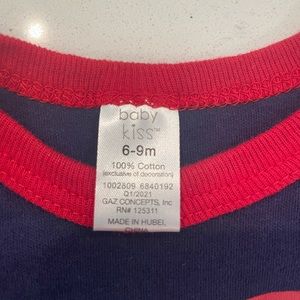 baby
kiss™
6-9m
100% Cotton
(exclusive of decoration)
1002809 6840192
Q1/2021
GAZ CONCEPTS, Inc
RN# 125311
MADE IN HUBEI,
CHINA